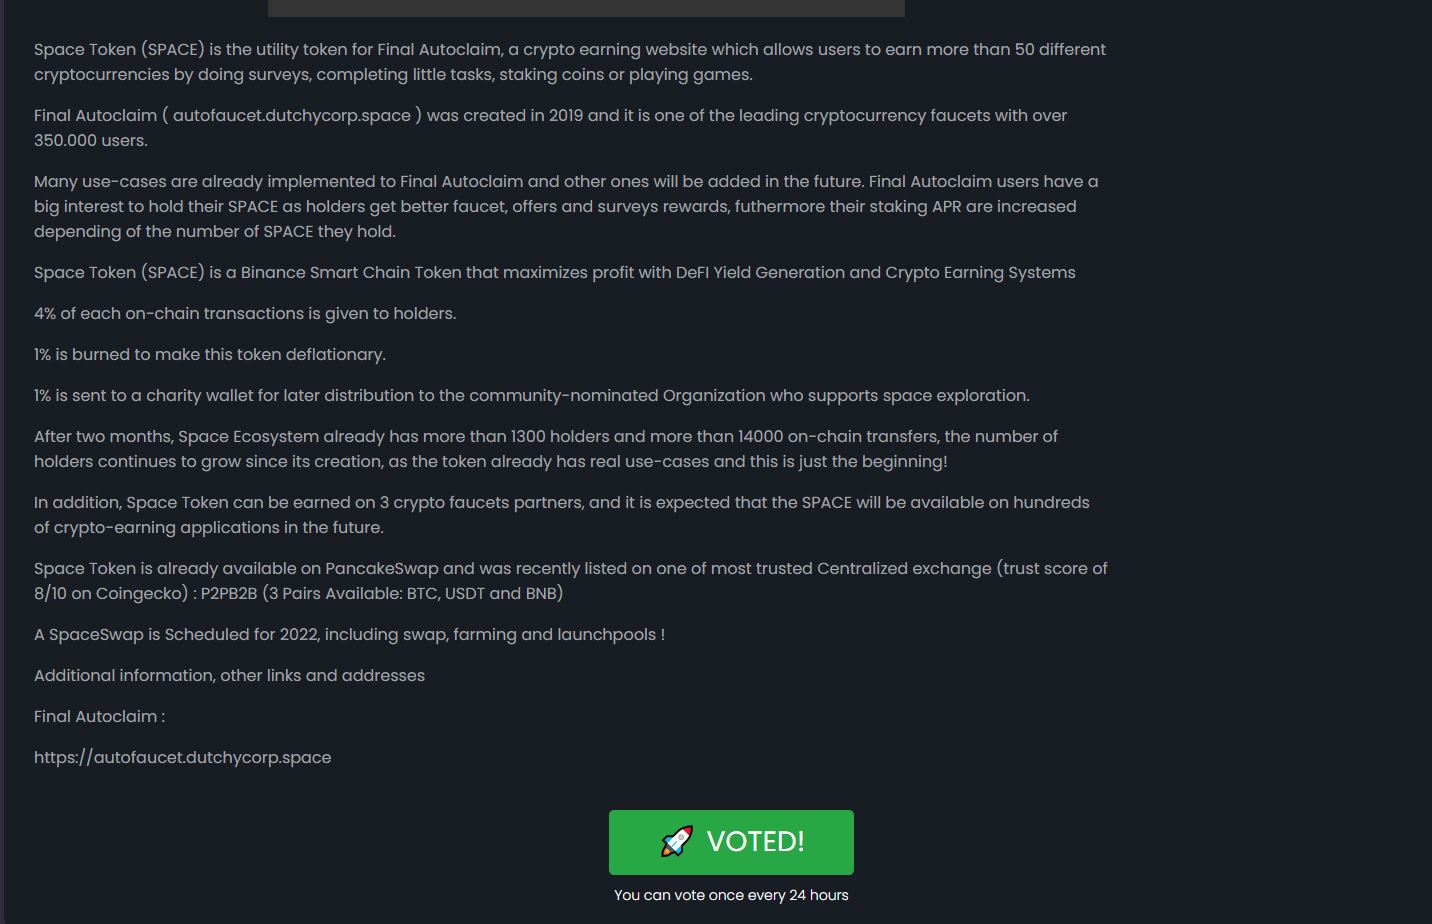 Space Token (SPACE) is the utility token for Final Autoclaim, a crypto earning website which allows users to earn more than 50 different
cryptocurrencies by doing surveys, completing little tasks, staking coins or playing games.
Final Autoclaim ( autofaucet.dutchycorp.space ) was created in 2019 and it is one of the leading cryptocurrency faucets with over
350.000 users.
Many use-cases are already implemented to Final Autoclaim and other ones will be added in the future. Final Autoclaim users have a
big interest to hold their SPACE as holders get better faucet, offers and surveys rewards, futhermore their staking APR are increased
depending of the number of SPACE they hold.
Space Token (SPACE) is a Binance Smart Chain Token that maximizes profit with DeFI Yield Generation and Crypto Earning Systems
4% of each on-chain transactions is given to holders.
1% is burned to make this token deflationary.
1% is sent to a charity wallet for later distribution to the community-nominated Organization who supports space exploration.
After two months, Space Ecosystem already has more than 1300 holders and more than 14000 on-chain transfers, the number of
holders continues to grow since its creation, as the token already has real use-cases and this is just the beginning!
In addition, Space Token can be earned on 3 crypto faucets partners, and it is expected that the SPACE will be available on hundreds
of crypto-earning applications in the future.
Space Token is already available on PancakeSwap and was recently listed on one of most trusted Centralized exchange (trust score of
8/10 on Coingecko) : P2PB2B (3 Pairs Available: BTC, USDT and BNB)
A SpaceSwap is Scheduled for 2022, including swap, farming and launchpools !
Additional information, other links and addresses
Final Autoclaim :
https://autofaucet.dutchycorp.space
VOTED!
You can vote once every 24 hours